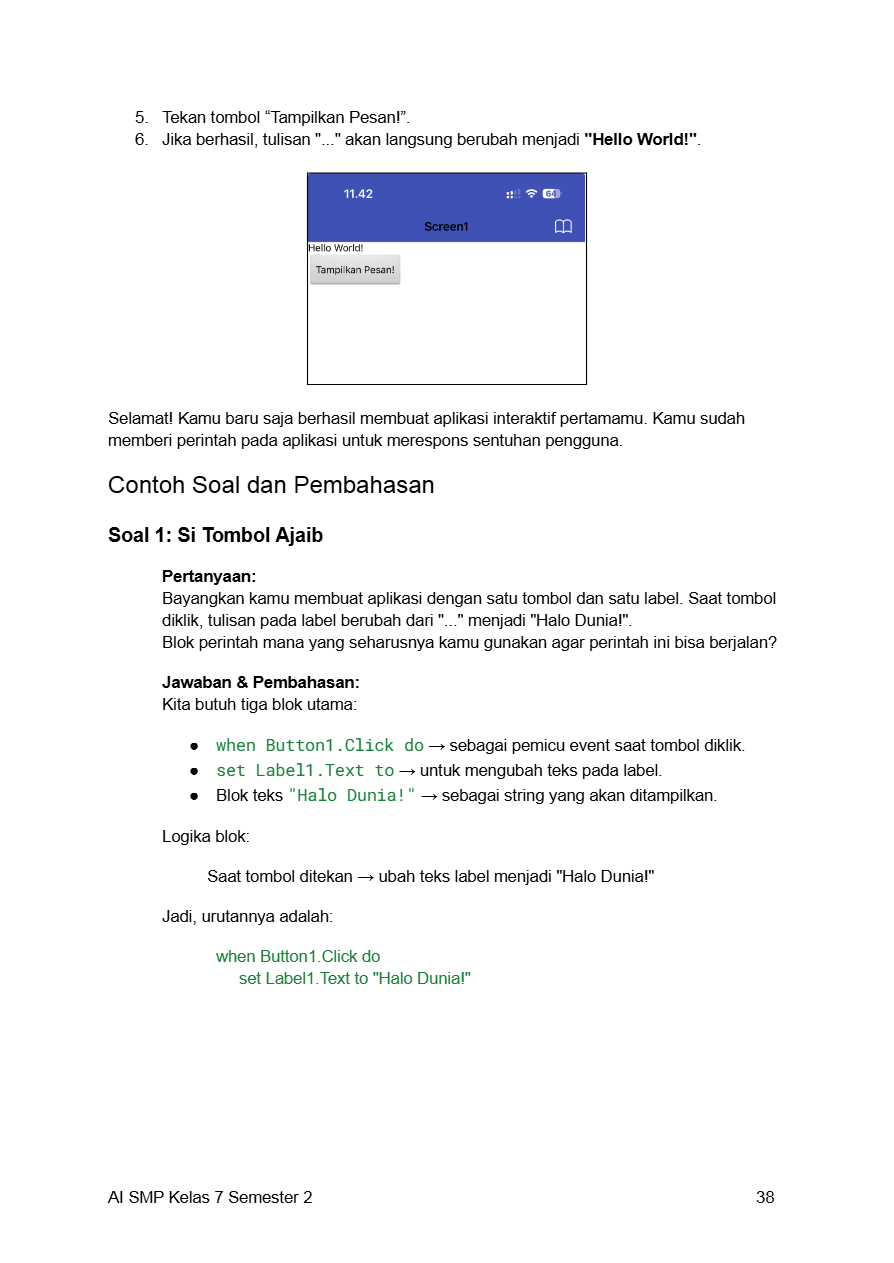 5. Tekan tombol “Tampilkan Pesan!”.
6. Jika berhasil, tulisan "..." akan langsung berubah menjadi "Hello World!".
11.42
64
Screen1
Hello World!
Tampilkan Pesan!
Selamat! Kamu baru saja berhasil membuat aplikasi interaktif pertamamu. Kamu sudah
memberi perintah pada aplikasi untuk merespons sentuhan pengguna.
Contoh Soal dan Pembahasan
Soal 1: Si Tombol Ajaib
Pertanyaan:
Bayangkan kamu membuat aplikasi dengan satu tombol dan satu label. Saat tombol
diklik, tulisan pada label berubah dari "..." menjadi "Halo Dunia!".
Blok perintah mana yang seharusnya kamu gunakan agar perintah ini bisa berjalan?
Jawaban & Pembahasan:
Kita butuh tiga blok utama:
● when Button1.Click do → sebagai pemicu event saat tombol diklik.
● set Label1.Text to → untuk mengubah teks pada label.
● Blok teks "Halo Dunia!" → sebagai string yang akan ditampilkan.
Logika blok:
Saat tombol ditekan → ubah teks label menjadi "Halo Dunia!"
Jadi, urutannya adalah:
when Button1.Click do
set Label1.Text to "Halo Dunia!"
AI SMP Kelas 7 Semester 2 38